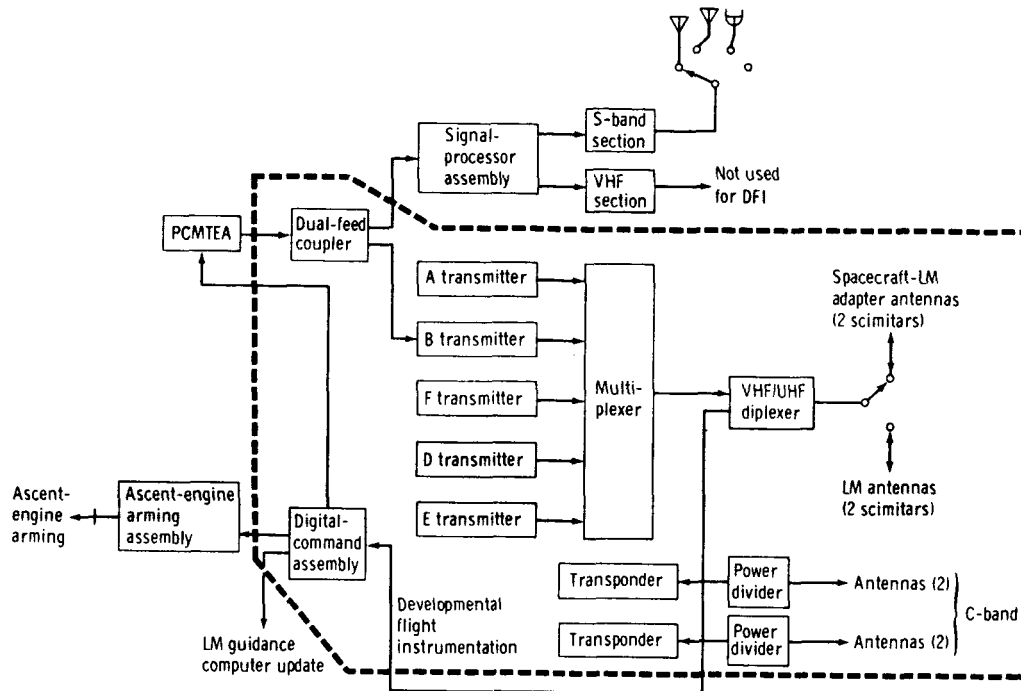 S-band
section
Signal-
processor
assembly
VHF
section
Not used
for DFI
PCMTEA
Dual-feed
coupler
A transmitter
B transmitter
F transmitter
D transmitter
E transmitter
Multi-
plexer
Spacecraft-LM
adapter antennas
(2 scimitars)
VHF/UHF
diplexer
LM antennas
(2 scimitars)
Ascent-
engine
arming
Ascent-engine
arming
assembly
Digital-
command
assembly
LM guidance
computer update
Developmental
flight
instrumentation
Transponder
Power
divider
Antennas (2)
Transponder
Power
divider
Antennas (2)
C-band